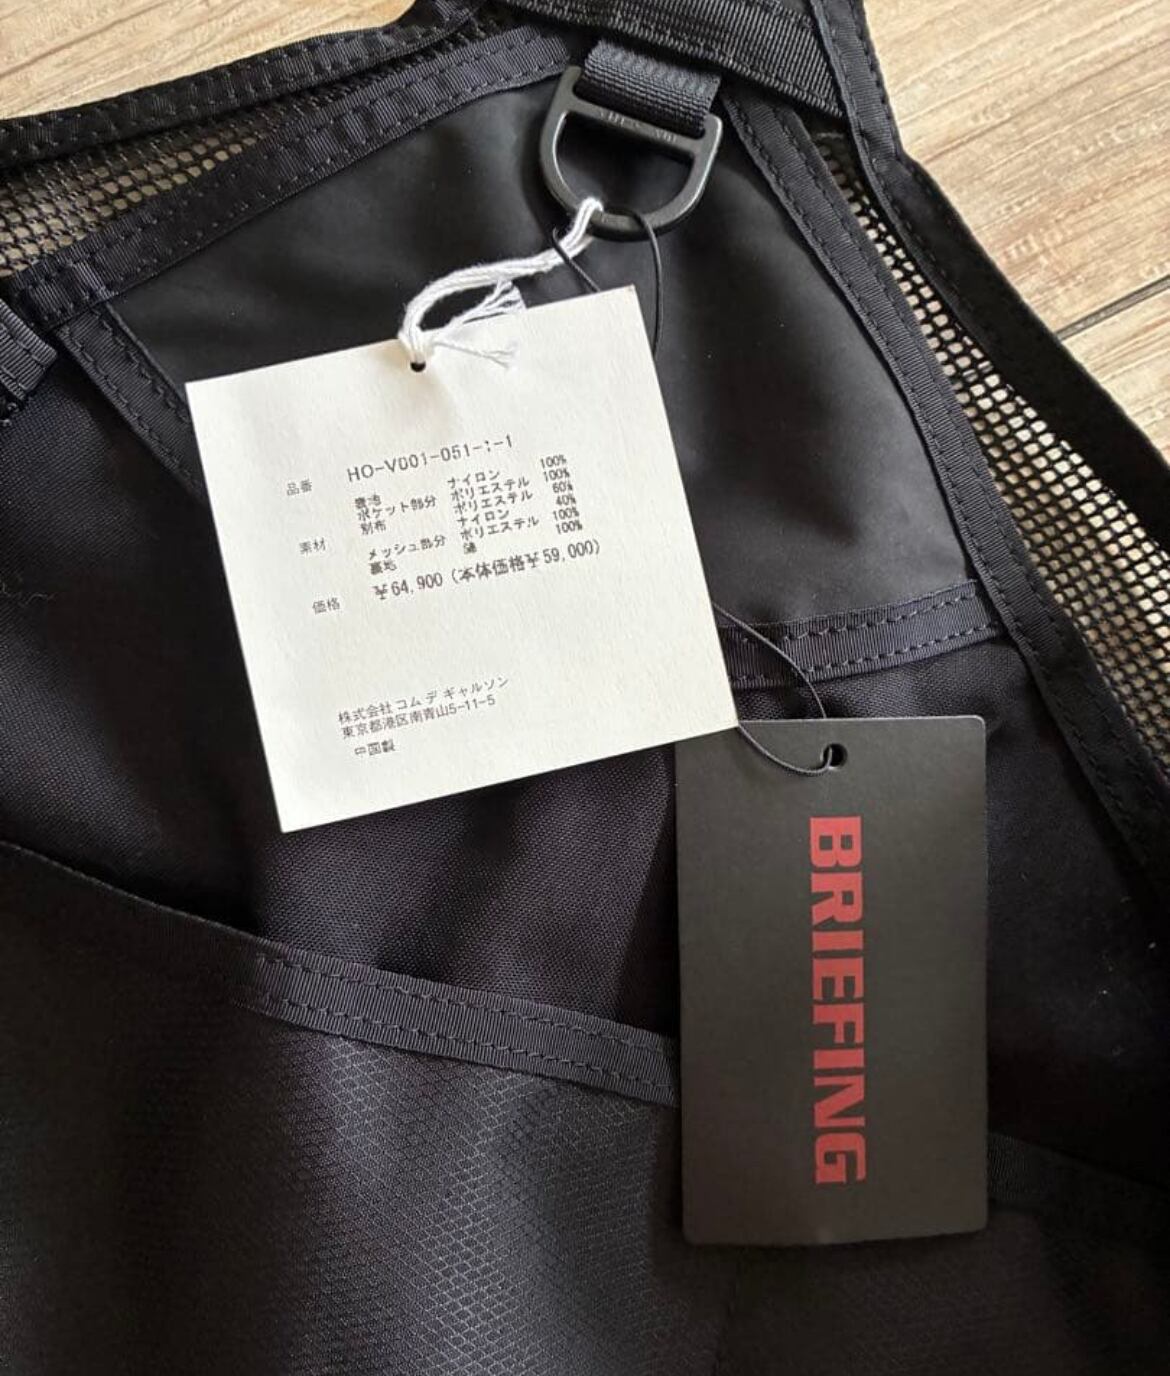 品番 HO-V001-051-1-1
素材
表地 ナイロン 100%
ポケット部分 ポリエステル 100%
別布 ポリエステル 60%
ナイロン 40%
メッシュ部分 ポリエステル 100%
裏地 綿 100%
価格 ¥64,900 (本体価格¥59,000)
株式会社 コム デ ギャルソン
東京都港区南青山5-11-5
中国製
BRIEFING